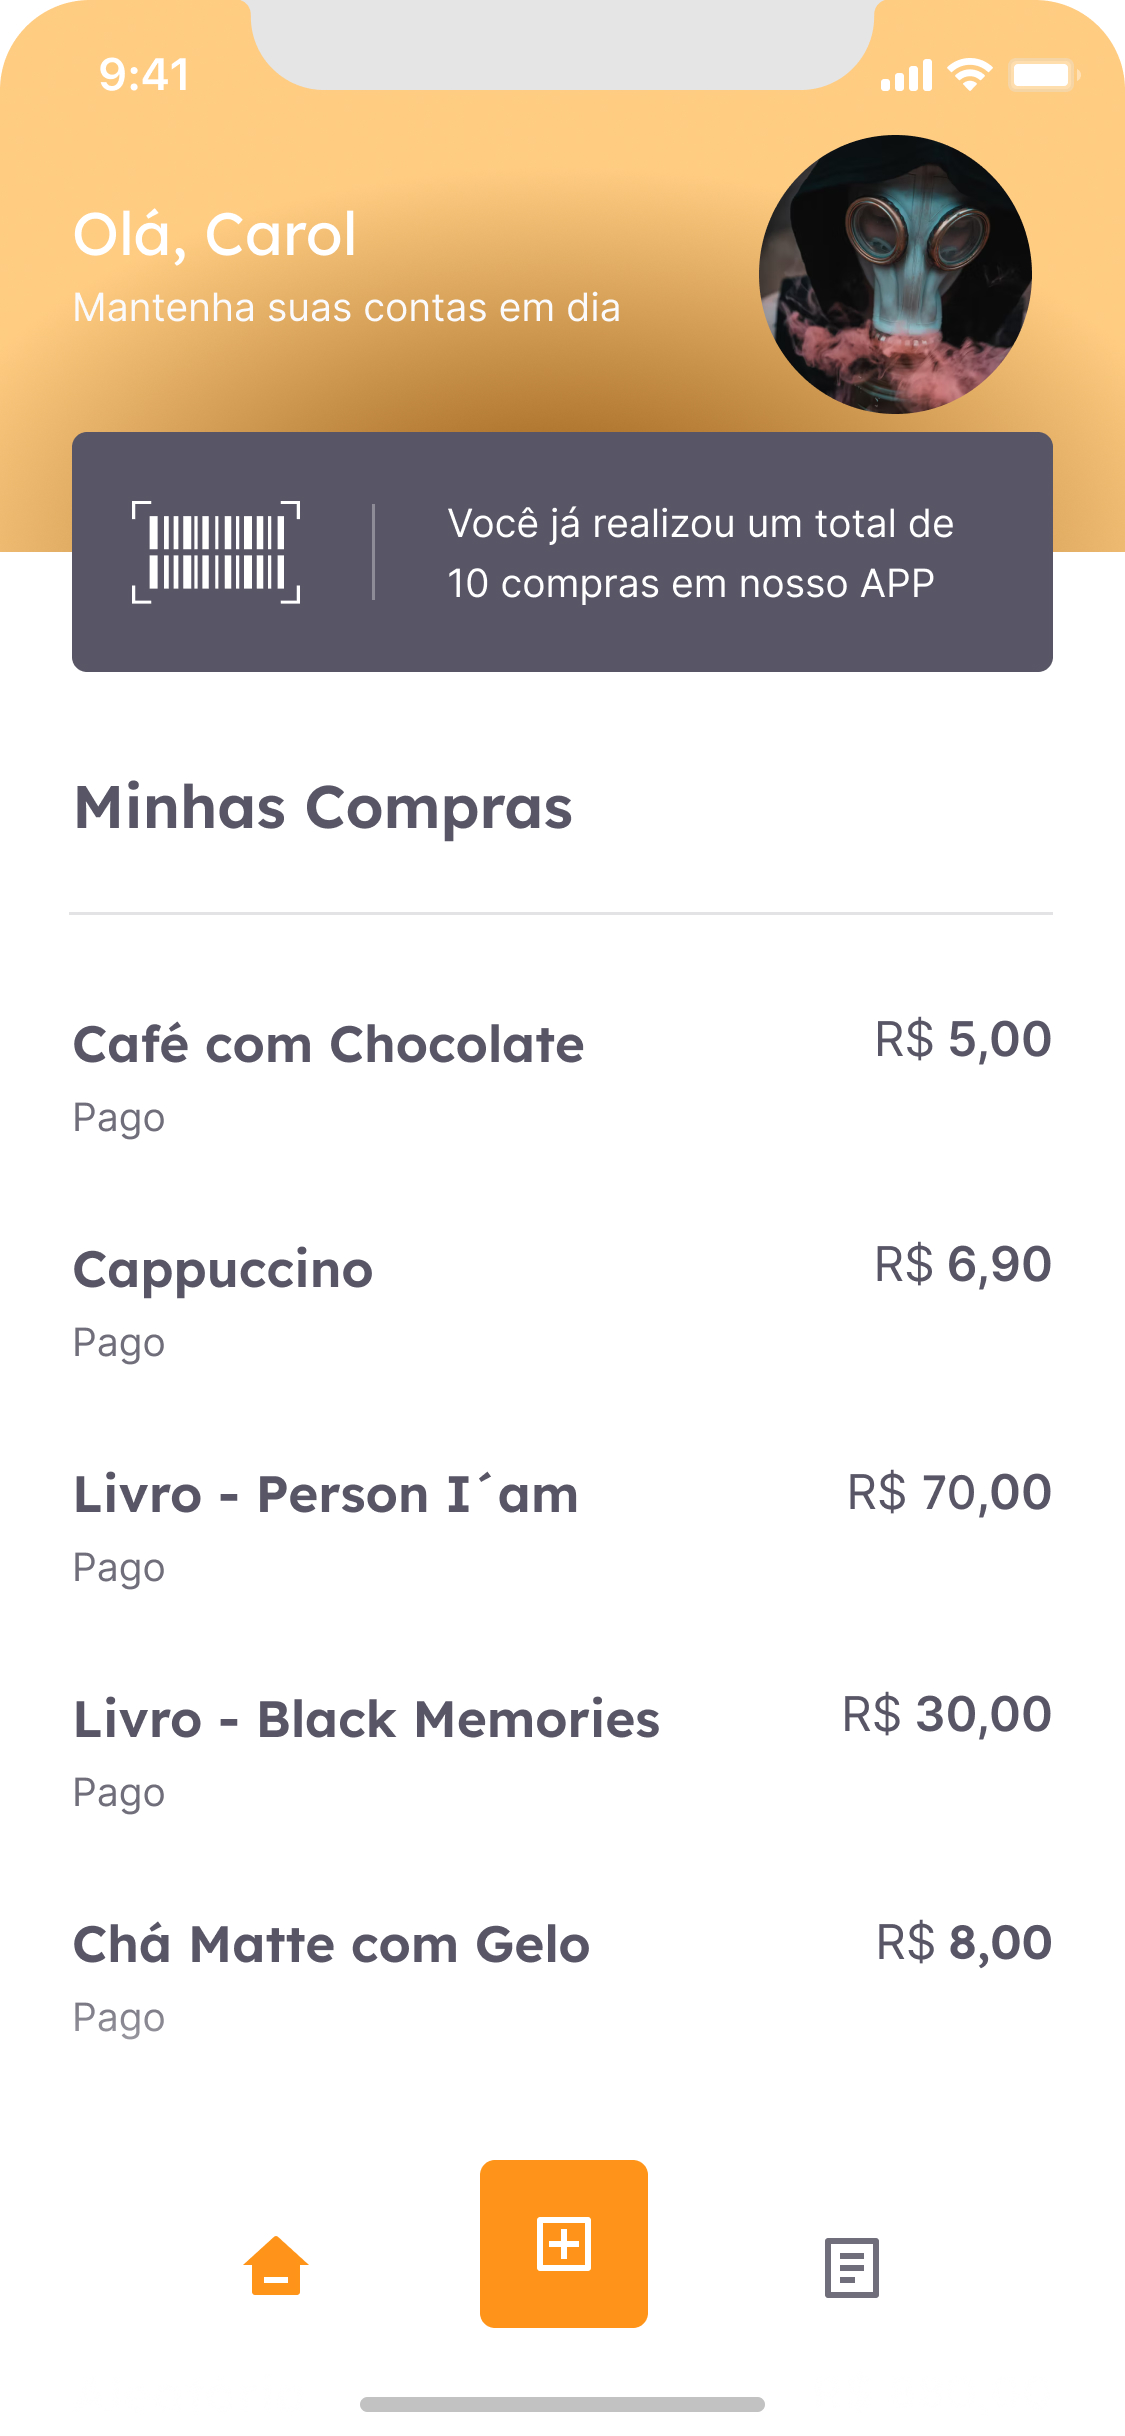 9:41
Olá, Carol
Mantenha suas contas em dia
Você já realizou um total de
10 compras em nosso APP
Minhas Compras
Café com Chocolate R$ 5,00
Pago
Cappuccino R$ 6,90
Pago
Livro - Person I´am R$ 70,00
Pago
Livro - Black Memories R$ 30,00
Pago
Chá Matte com Gelo R$ 8,00
Pago